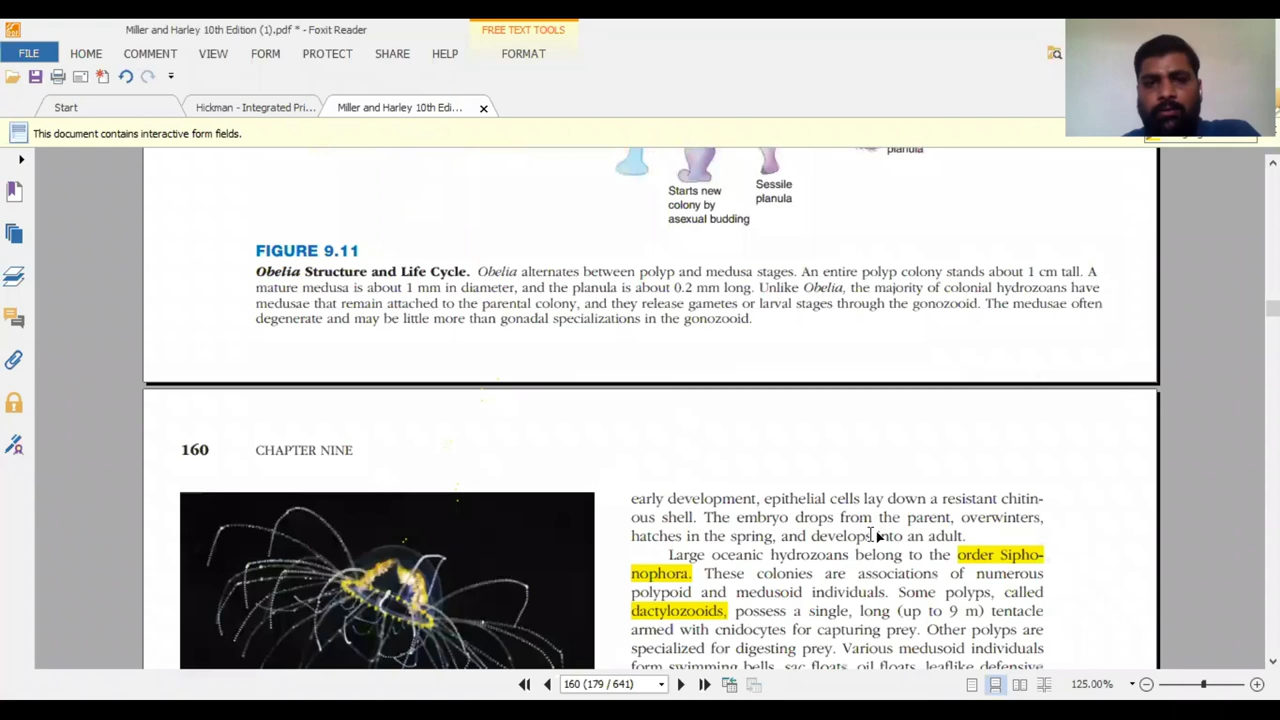 Miller and Harley 10th Edition (1).pdf * - Foxit Reader
FREE TEXT TOOLS
FILE HOME COMMENT VIEW FORM PROTECT SHARE HELP FORMAT
Start Hickman - Integrated Pri... Miller and Harley 10th Edi...
This document contains interactive form fields.
planula
Starts new
colony by
asexual budding
Sessile
planula
FIGURE 9.11
Obelia Structure and Life Cycle. Obelia alternates between polyp and medusa stages. An entire polyp colony stands about 1 cm tall. A
mature medusa is about 1 mm in diameter, and the planula is about 0.2 mm long. Unlike Obelia, the majority of colonial hydrozoans have
medusae that remain attached to the parental colony, and they release gametes or larval stages through the gonozooid. The medusae often
degenerate and may be little more than gonadal specializations in the gonozooid.
160 CHAPTER NINE
early development, epithelial cells lay down a resistant chitin-
ous shell. The embryo drops from the parent, overwinters,
hatches in the spring, and develops into an adult.
Large oceanic hydrozoans belong to the order Sipho-
nophora. These colonies are associations of numerous
polypoid and medusoid individuals. Some polyps, called
dactylozooids, possess a single, long (up to 9 m) tentacle
armed with cnidocytes for capturing prey. Other polyps are
specialized for digesting prey. Various medusoid individuals
form swimming bells, sac floats, oil floats, leaflike defensive
160 (179 / 641)
125.00%